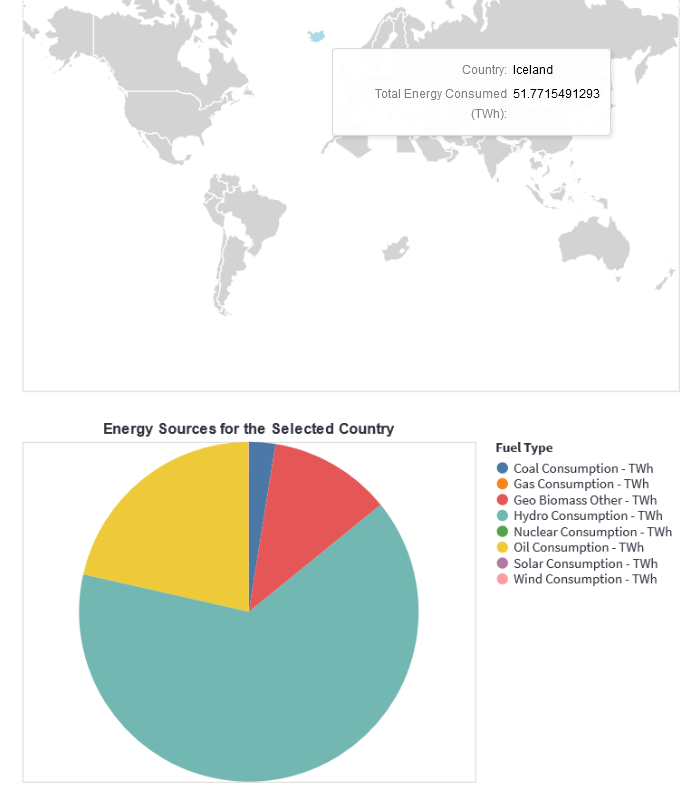 Country: Iceland
Total Energy Consumed 51.7715491293
(TWh):
Energy Sources for the Selected Country
Fuel Type
Coal Consumption - TWh
Gas Consumption - TWh
Geo Biomass Other - TWh
Hydro Consumption - TWh
Nuclear Consumption - TWh
Oil Consumption - TWh
Solar Consumption - TWh
Wind Consumption - TWh